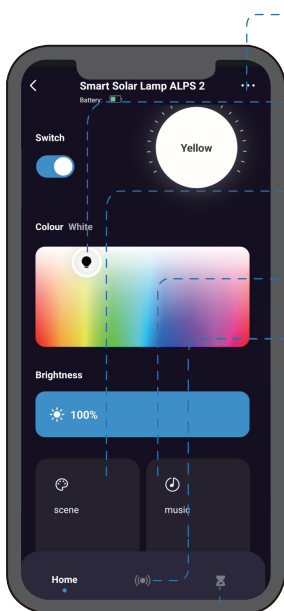 Smart Solar Lamp ALPS 2
Battery:
Switch
Yellow
Colour White
Brightness
100%
scene
music
Home